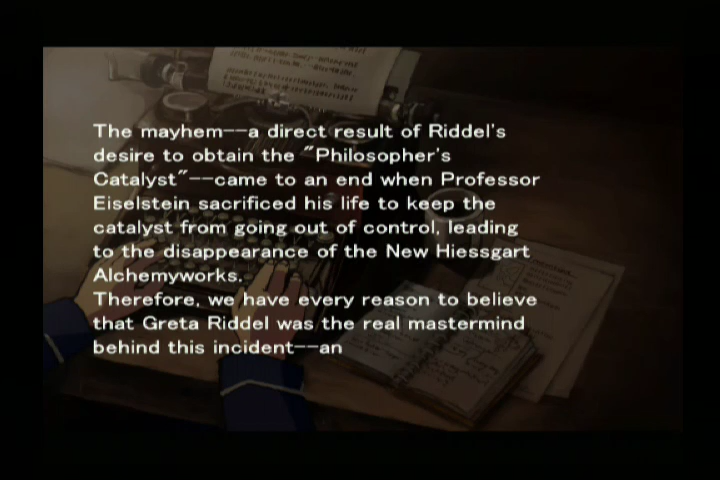 The mayhem--a direct result of Riddel's
desire to obtain the "Philosopher's
Catalyst"--came to an end when Professor
Eiselstein sacrificed his life to keep the
catalyst from going out of control, leading
to the disappearance of the New Hiessgart
Alchemyworks.
Therefore, we have every reason to believe
that Greta Riddel was the real mastermind
behind this incident--an